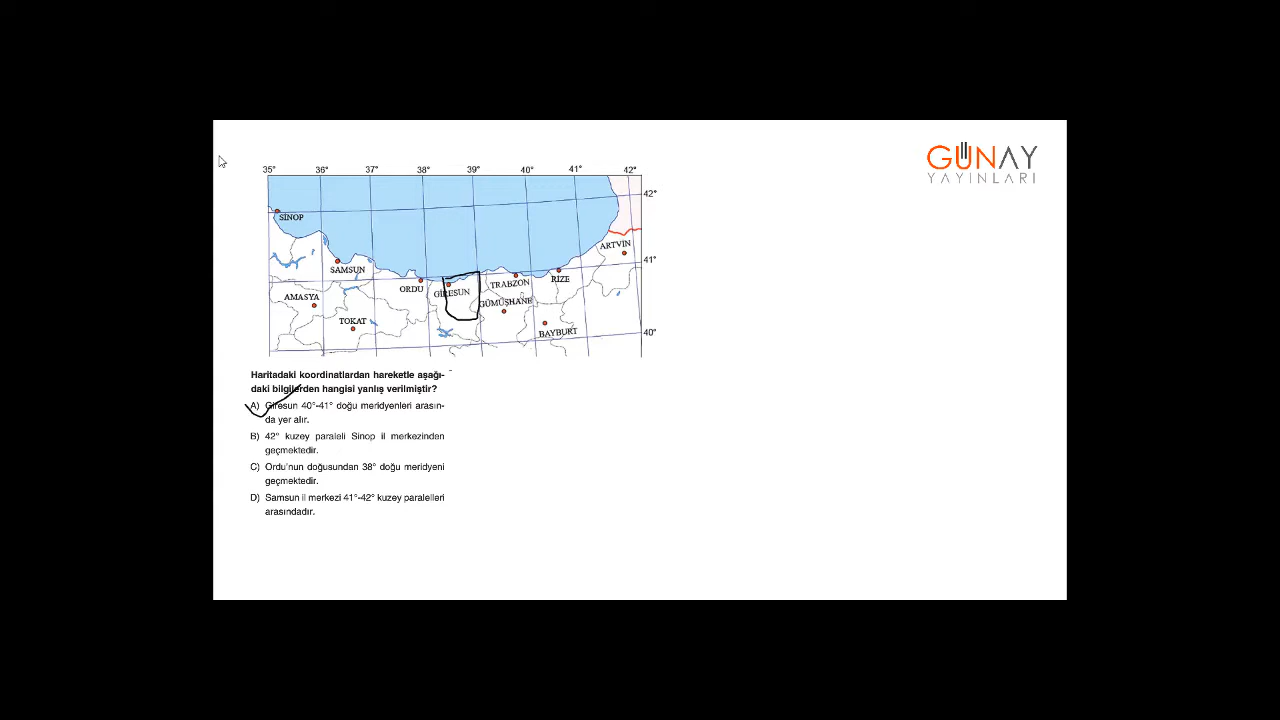 GÜNAY
YAYINLARI
35° 36° 37° 38° 39° 40° 41° 42°
42°
SİNOP
ARTVİN
41°
SAMSUN
ORDU
GİRESUN
TRABZON
RİZE
AMASYA
GÜMÜŞHANE
TOKAT
BAYBURT
40°
Haritadaki koordinatlardan hareketle aşağı-
daki bilgilerden hangisi yanlış verilmiştir?
A) Giresun 40°-41° doğu meridyenleri arasın-
da yer alır.
B) 42° kuzey paraleli Sinop il merkezinden
geçmektedir.
C) Ordu'nun doğusundan 38° doğu meridyeni
geçmektedir.
D) Samsun il merkezi 41°-42° kuzey paralelleri
arasındadır.